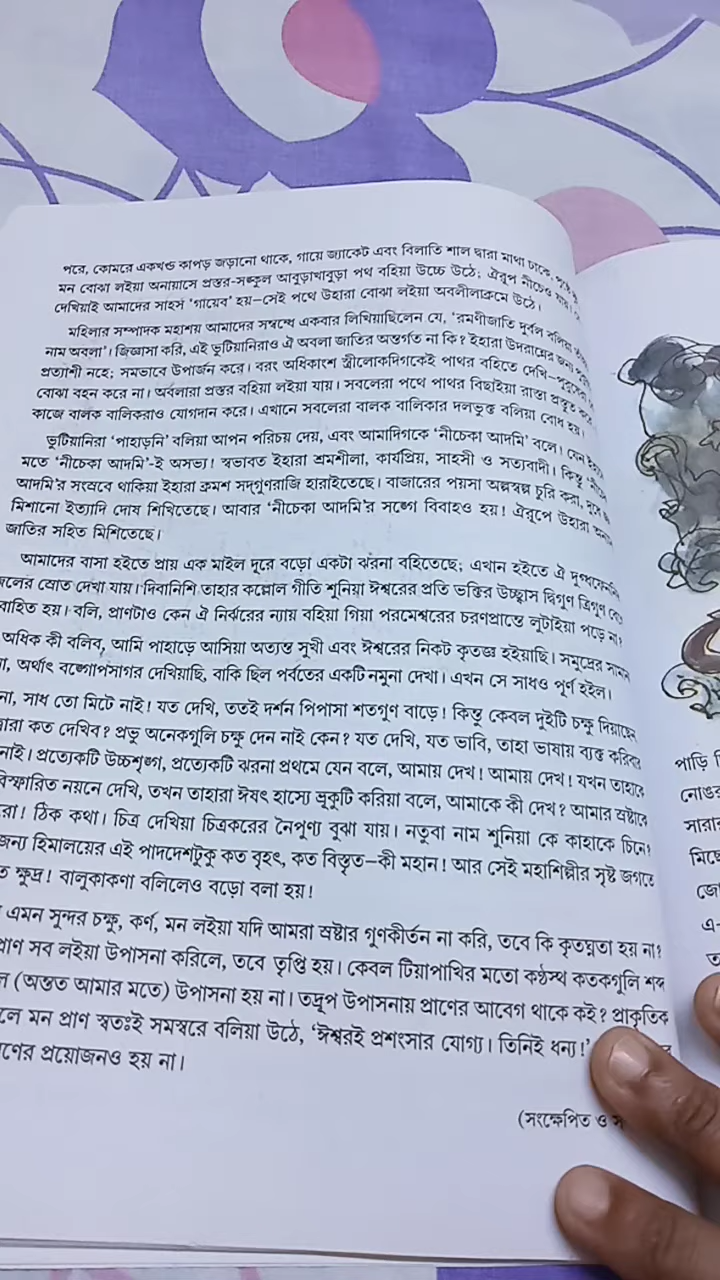 পরে, কোমরে একখন্ড কাপড় জড়ানো থাকে, গায়ে জ্যাকেট এবং বিলাতি শাল দ্বারা মাথা ঢাকে,
মন বোঝা লইয়া অনায়াসে প্রস্তর-সঙ্কুল আবুড়াখাবুড়া পথ বহিয়া উচ্চে উঠে; ঐরূপ নীচেও যায়।
দেখিয়াই আমাদের সাহস 'গায়েব' হয়—সেই পথে উহারা বোঝা লইয়া অবলীলাক্রমে উঠে।
মহিলার সম্পাদক মহাশয় আমাদের সম্বন্ধে একবার লিখিয়াছিলেন যে, 'রমণীজাতি দুর্বল বলিয়া
নাম অবলা'। জিজ্ঞাসা করি, এই ভুটিয়ানিরাও ঐ অবলা জাতির অন্তর্গত না কি? ইহারা উদরান্নের জন্য
প্রত্যাশী নহে; সমভাবে উপার্জন করে। বরং অধিকাংশ স্ত্রীলোকদিগকেই পাথর বহিতে দেখি—পুরুষেরা
বোঝা বহন করে না। অবলারা প্রস্তর বহিয়া লইয়া যায়। সবলেরা পথে পাথর বিছাইয়া রাস্তা প্রস্তুত করে
কাজে বালক বালিকরাও যোগদান করে। এখানে সবলেরা বালক বালিকার দলভুক্ত বলিয়া বোধ হয়।
ভুটিয়ানিরা 'পাহাড়নি' বলিয়া আপন পরিচয় দেয়, এবং আমাদিগকে 'নীচেকা আদমি' বলে। যেন
মতে 'নীচেকা আদমি'-ই অসভ্য! স্বভাবত ইহারা শ্রমশীলা, কার্যপ্রিয়, সাহসী ও সত্যবাদী। কিন্তু
আদমি'র সংস্রবে থাকিয়া ইহারা ক্রমশ সদ্‌গুণরাজি হারাইতেছে। বাজারের পয়সা অল্পস্বল্প চুরি করা, দুধে
মিশানো ইত্যাদি দোষ শিখিতেছে। আবার 'নীচেকা আদমি'র সঙ্গে বিবাহও হয়! ঐরূপে উহারা
জাতির সহিত মিশিতেছে।
আমাদের বাসা হইতে প্রায় এক মাইল দূরে বড়ো একটা ঝরনা বহিতেছে; এখান হইতে ঐ দুগ্ধফেননিভ
জলের স্রোত দেখা যায়। দিবানিশি তাহার কল্লোল গীতি শুনিয়া ঈশ্বরের প্রতি ভক্তির উচ্ছ্বাস দ্বিগুণ ত্রিগুণ
বাহিত হয়। বলি, প্রাণটাও কেন ঐ নির্ঝরের ন্যায় বহিয়া গিয়া পরমেশ্বরের চরণপ্রান্তে লুটাইয়া পড়ে না?
অধিক কী বলিব, আমি পাহাড়ে আসিয়া অত্যন্ত সুখী এবং ঈশ্বরের নিকট কৃতজ্ঞ হইয়াছি। সমুদ্রের সামান্য
না, অর্থাৎ বঙ্গোপসাগর দেখিয়াছি, বাকি ছিল পর্বতের একটি নমুনা দেখা। এখন সে সাধও পূর্ণ হইল।
না, সাধ তো মিটে নাই! যত দেখি, ততই দর্শন পিপাসা শতগুণ বাড়ে! কিন্তু কেবল দুইটি চক্ষু দিয়াছেন
দ্বারা কত দেখিব? প্রভু অনেকগুলি চক্ষু দেন নাই কেন? যত দেখি, যত ভাবি, তাহা ভাষায় ব্যক্ত করিবার
নাই। প্রত্যেকটি উচ্চশৃঙ্গ, প্রত্যেকটি ঝরনা প্রথমে যেন বলে, আমায় দেখ! আমায় দেখ! যখন তাহাকে
বিস্ফারিত নয়নে দেখি, তখন তাহারা ঈষৎ হাস্যে ভ্রূকুটি করিয়া বলে, আমাকে কী দেখ? আমার স্রষ্টাকে
রো! ঠিক কথা। চিত্র দেখিয়া চিত্রকরের নৈপুণ্য বুঝা যায়। নতুবা নাম শুনিয়া কে কাহাকে চিনে?
জন্য হিমালয়ের এই পাদদেশটুকু কত বৃহৎ, কত বিস্তৃত—কী মহান! আর সেই মহাশিল্পীর সৃষ্ট জগতে
ত ক্ষুদ্র! বালুকাকণা বলিলেও বড়ো বলা হয়!
এমন সুন্দর চক্ষু, কর্ণ, মন লইয়া যদি আমরা স্রষ্টার গুণকীর্তন না করি, তবে কি কৃতঘ্নতা হয় না?
প্রাণ সব লইয়া উপাসনা করিলে, তবে তৃপ্তি হয়। কেবল টিয়াপাখির মতো কণ্ঠস্থ কতকগুলি শব্দ
ল (অন্তত আমার মতে) উপাসনা হয় না। তদ্রূপ উপাসনায় প্রাণের আবেগ থাকে কই? প্রাকৃতিক
লে মন প্রাণ স্বতঃই সমস্বরে বলিয়া উঠে, 'ঈশ্বরই প্রশংসার যোগ্য। তিনিই ধন্য!'
ণের প্রয়োজনও হয় না।
(সংক্ষেপিত ও
পাড়ি
নোঙর
সারার
মিছে
জো
এ-
ত